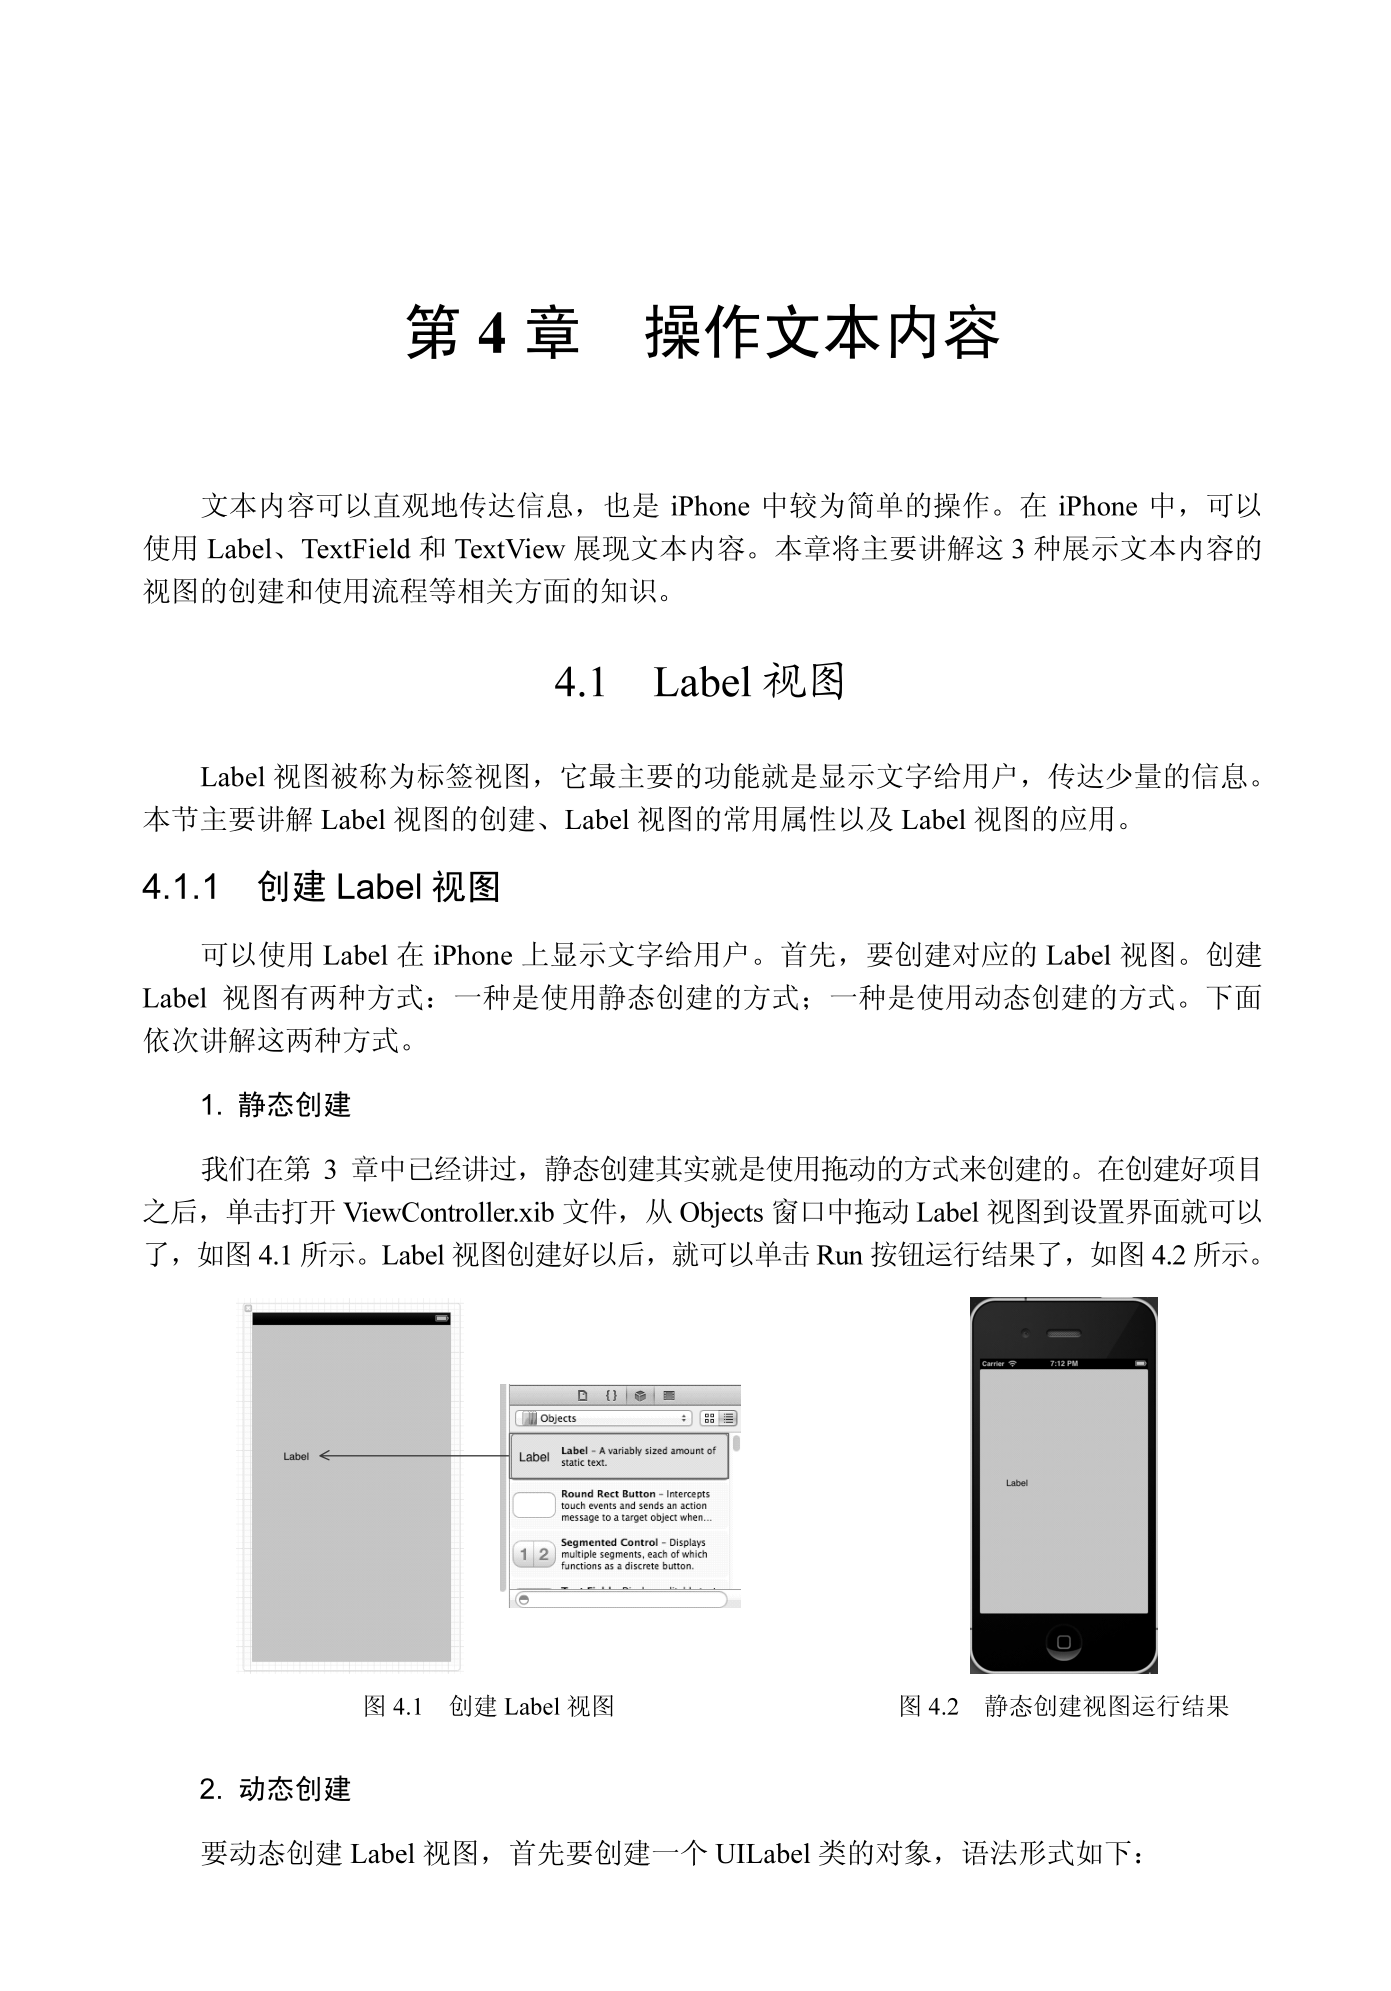 第 4 章　操作文本内容
文本内容可以直观地传达信息，也是 iPhone 中较为简单的操作。在 iPhone 中，可以
使用 Label、TextField 和 TextView 展现文本内容。本章将主要讲解这 3 种展示文本内容的
视图的创建和使用流程等相关方面的知识。
4.1　Label 视图
Label 视图被称为标签视图，它最主要的功能就是显示文字给用户，传达少量的信息。
本节主要讲解 Label 视图的创建、Label 视图的常用属性以及 Label 视图的应用。
4.1.1　创建 Label 视图
可以使用 Label 在 iPhone 上显示文字给用户。首先，要创建对应的 Label 视图。创建
Label 视图有两种方式：一种是使用静态创建的方式；一种是使用动态创建的方式。下面
依次讲解这两种方式。
1. 静态创建
我们在第 3 章中已经讲过，静态创建其实就是使用拖动的方式来创建的。在创建好项目
之后，单击打开 ViewController.xib 文件，从 Objects 窗口中拖动 Label 视图到设置界面就可以
了，如图 4.1 所示。Label 视图创建好以后，就可以单击 Run 按钮运行结果了，如图 4.2 所示。
Label
{}
Objects
Label
Label – A variably sized amount of
static text.
Round Rect Button – Intercepts
touch events and sends an action
message to a target object when...
1 2
Segmented Control – Displays
multiple segments, each of which
functions as a discrete button.
Carrier 7:12 PM
Label
图 4.1　创建 Label 视图
图 4.2　静态创建视图运行结果
2. 动态创建
要动态创建 Label 视图，首先要创建一个 UILabel 类的对象，语法形式如下：